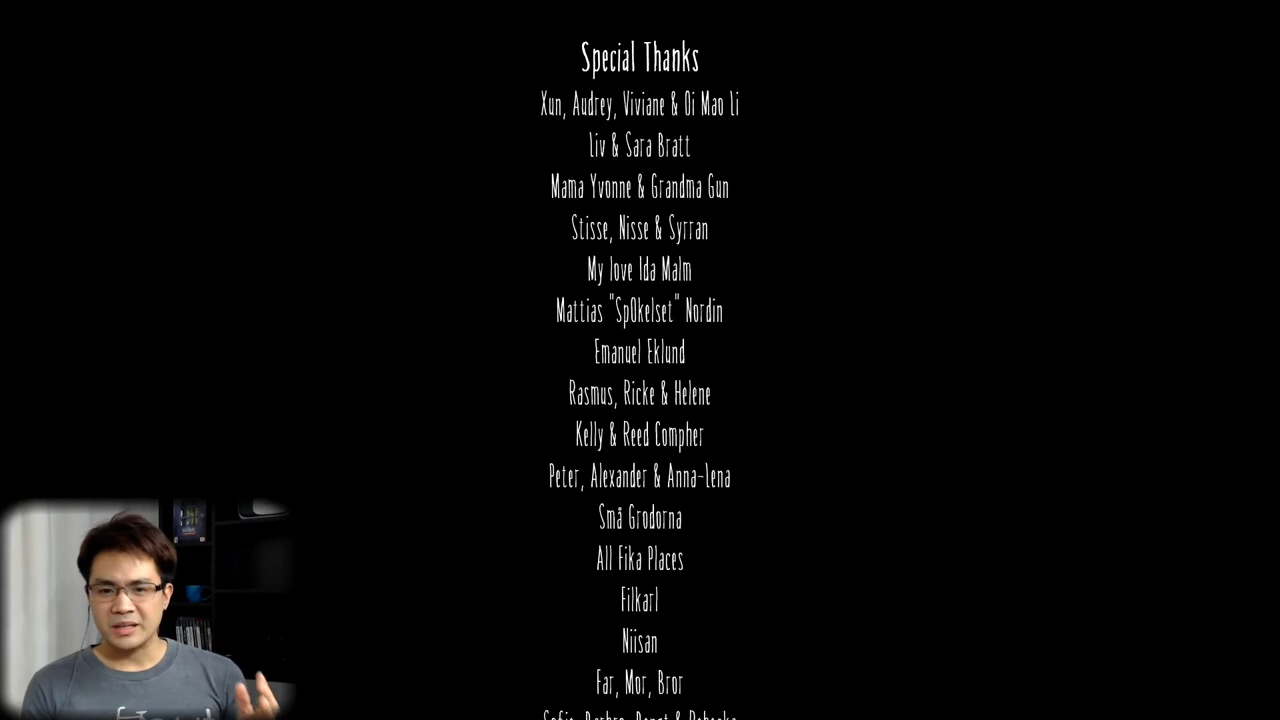 Special Thanks
Xun, Audrey, Viviane & Oi Mao Li
Liv & Sara Bratt
Mama Yvonne & Grandma Gun
Stisse, Nisse & Syrran
My love Ida Malm
Mattias "Sp0kelset" Nordin
Emanuel Eklund
Rasmus, Ricke & Helene
Kelly & Reed Compher
Peter, Alexander & Anna-Lena
Små Grodorna
All Fika Places
Filkarl
Niisan
Far, Mor, Bror